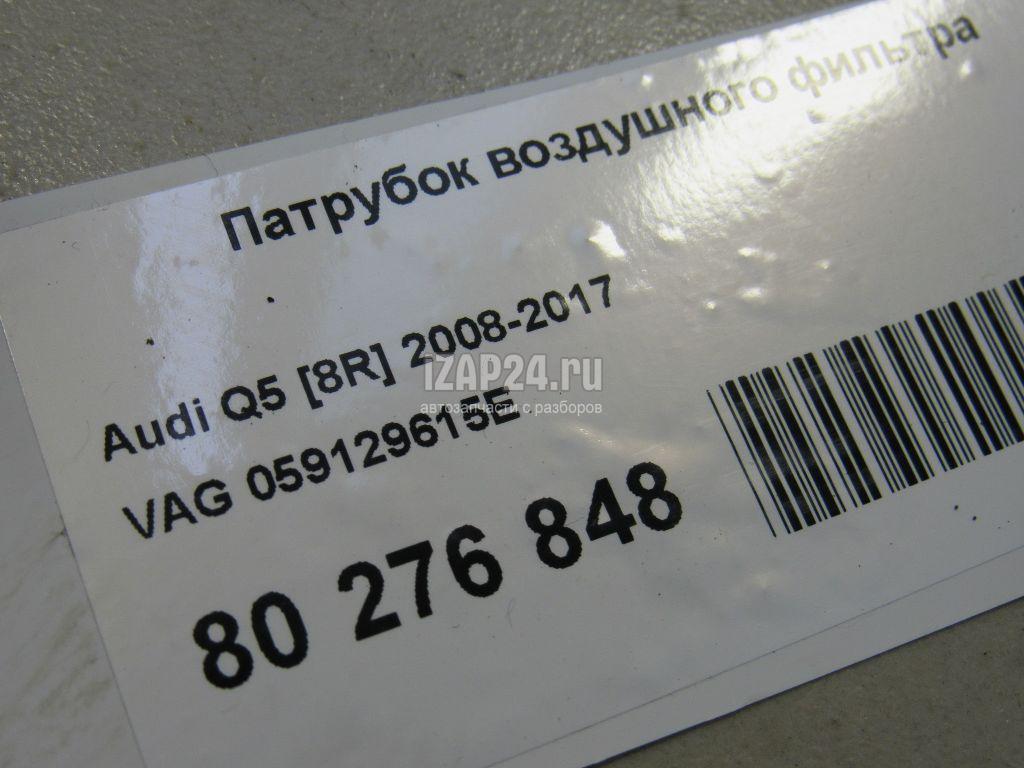 Патрубок воздушного фильтра
Audi Q5 [8R] 2008-2017
iZAP24.ru
автозапчасти с разборов
VAG 059129615E
80 276 848